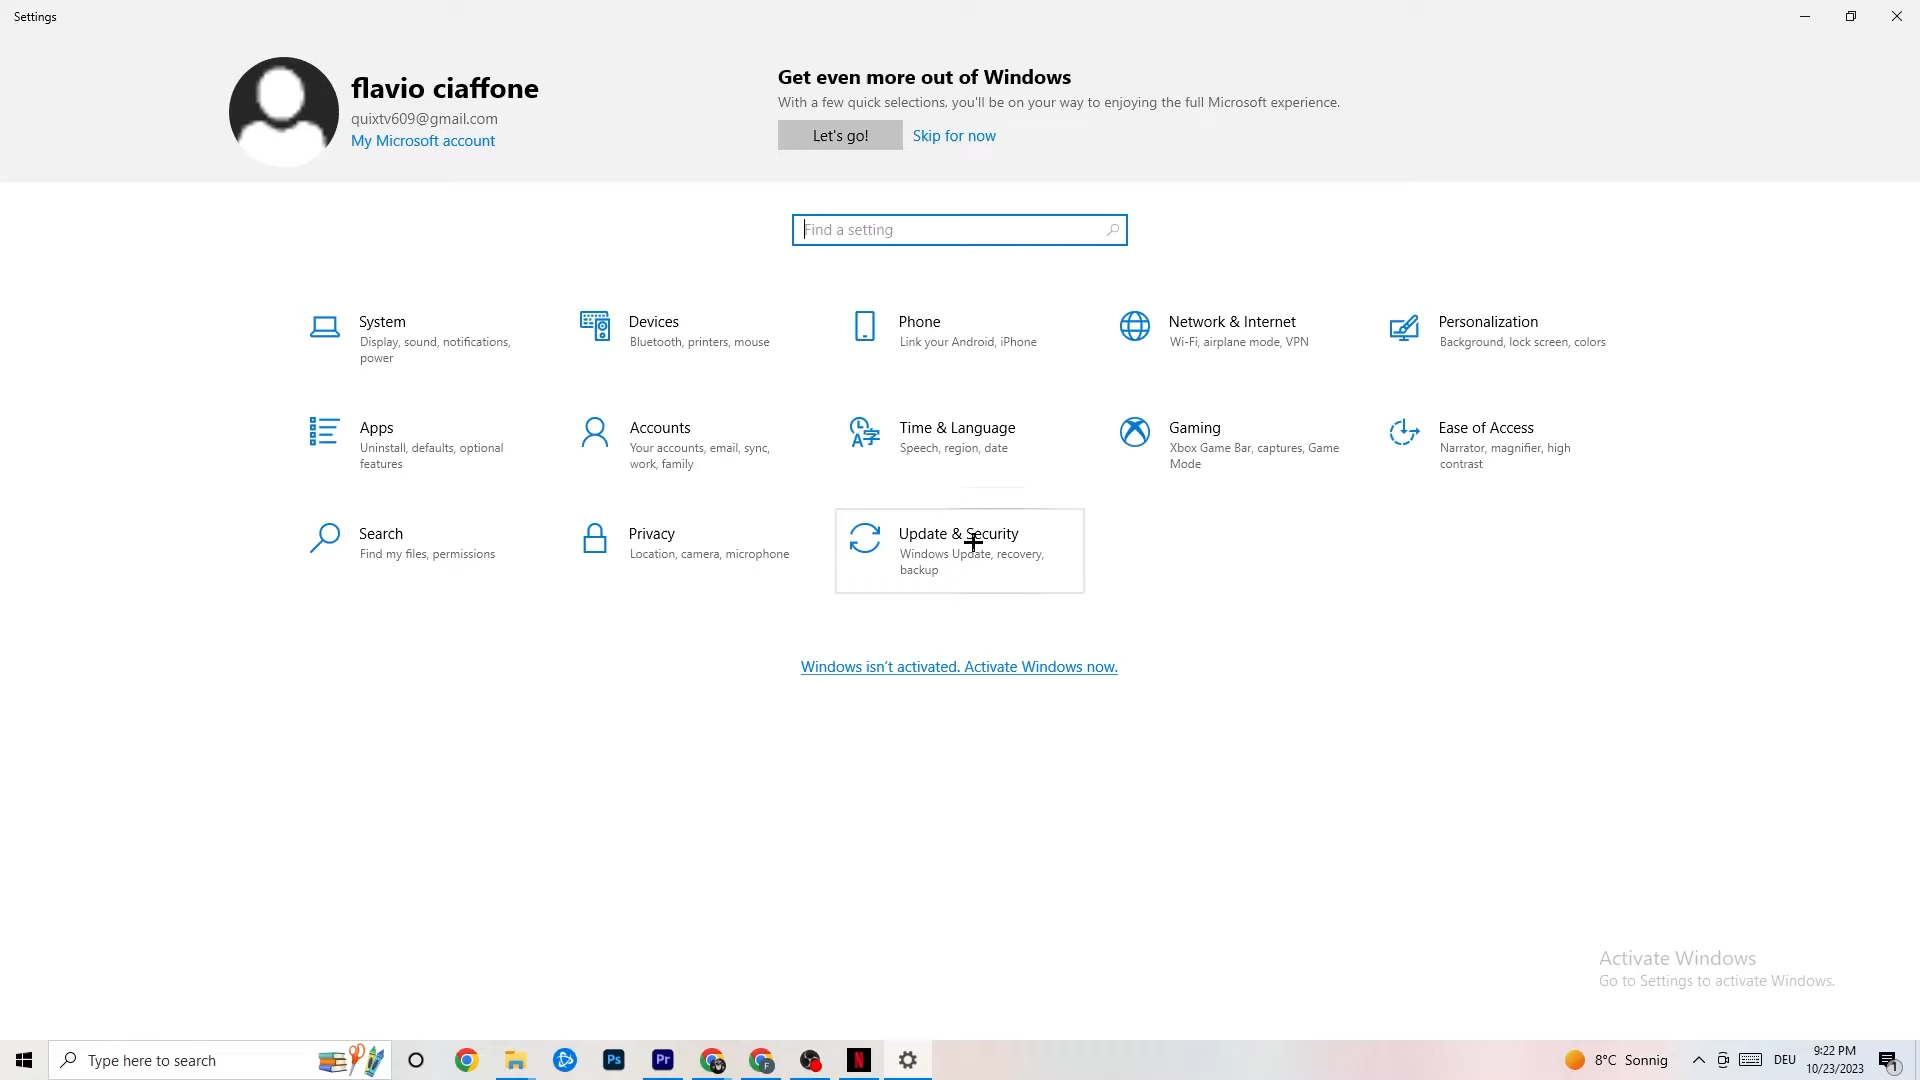 Settings
flavio ciaffone
quixtv609@gmail.com
My Microsoft account
Get even more out of Windows
With a few quick selections, you'll be on your way to enjoying the full Microsoft experience.
Let's go!
Skip for now
Find a setting
System
Display, sound, notifications,
power
Devices
Bluetooth, printers, mouse
Phone
Link your Android, iPhone
Network & Internet
Wi-Fi, airplane mode, VPN
Personalization
Background, lock screen, colors
Apps
Uninstall, defaults, optional
features
Accounts
Your accounts, email, sync,
work, family
Time & Language
Speech, region, date
Gaming
Xbox Game Bar, captures, Game
Mode
Ease of Access
Narrator, magnifier, high
contrast
Search
Find my files, permissions
Privacy
Location, camera, microphone
Update & Security
Windows Update, recovery,
backup
Windows isn't activated. Activate Windows now.
Activate Windows
Go to Settings to activate Windows.
Type here to search
Ps
Pr
F
N
8°C Sonnig
DEU
9:22 PM
10/23/2023
1